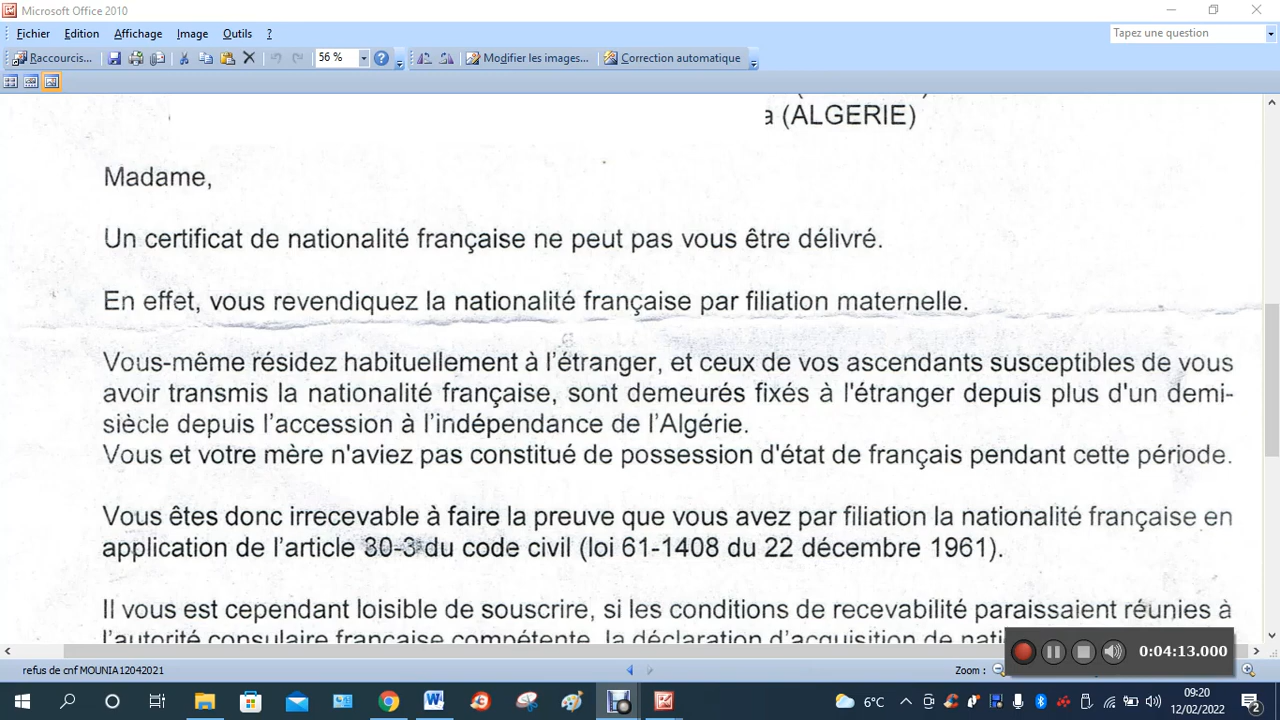 Microsoft Office 2010
Fichier Edition Affichage Image Outils ?
Tapez une question
Raccourcis... 56 % Modifier les images... Correction automatique
a (ALGERIE)
Madame,
Un certificat de nationalité française ne peut pas vous être délivré.
En effet, vous revendiquez la nationalité française par filiation maternelle.
Vous-même résidez habituellement à l'étranger, et ceux de vos ascendants susceptibles de vous
avoir transmis la nationalité française, sont demeurés fixés à l'étranger depuis plus d'un demi-
siècle depuis l'accession à l'indépendance de l'Algérie.
Vous et votre mère n'aviez pas constitué de possession d'état de français pendant cette période.
Vous êtes donc irrecevable à faire la preuve que vous avez par filiation la nationalité française en
application de l'article 30-3 du code civil (loi 61-1408 du 22 décembre 1961).
Il vous est cependant loisible de souscrire, si les conditions de recevabilité paraissaient réunies à
l'autorité consulaire française compétente, la déclaration d'acquisition de
0:04:13.000
refus de cnf MOUNIA12042021
Zoom :
6°C
09:20
12/02/2022
2